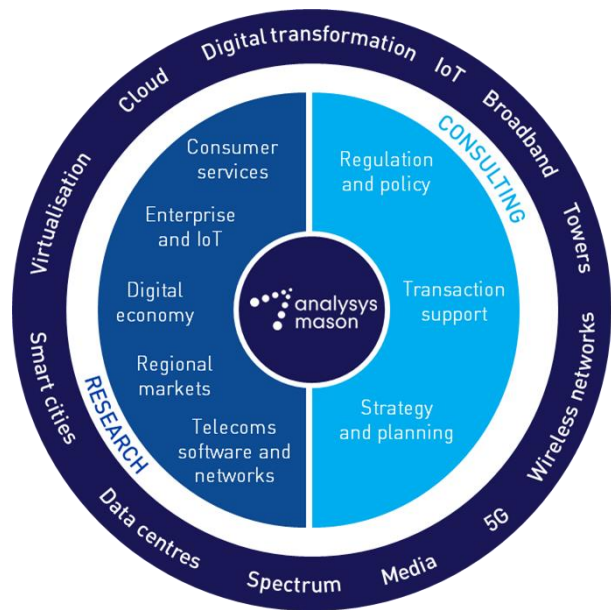 Digital transformation
IoT
Broadband
Towers
Wireless networks
5G
Media
Spectrum
Data centres
Smart cities
Virtualisation
Cloud
CONSULTING
RESEARCH
Consumer
services
Enterprise
and IoT
Digital
economy
Regional
markets
Telecoms
software and
networks
analysys
mason
Regulation
and policy
Transaction
support
Strategy
and planning